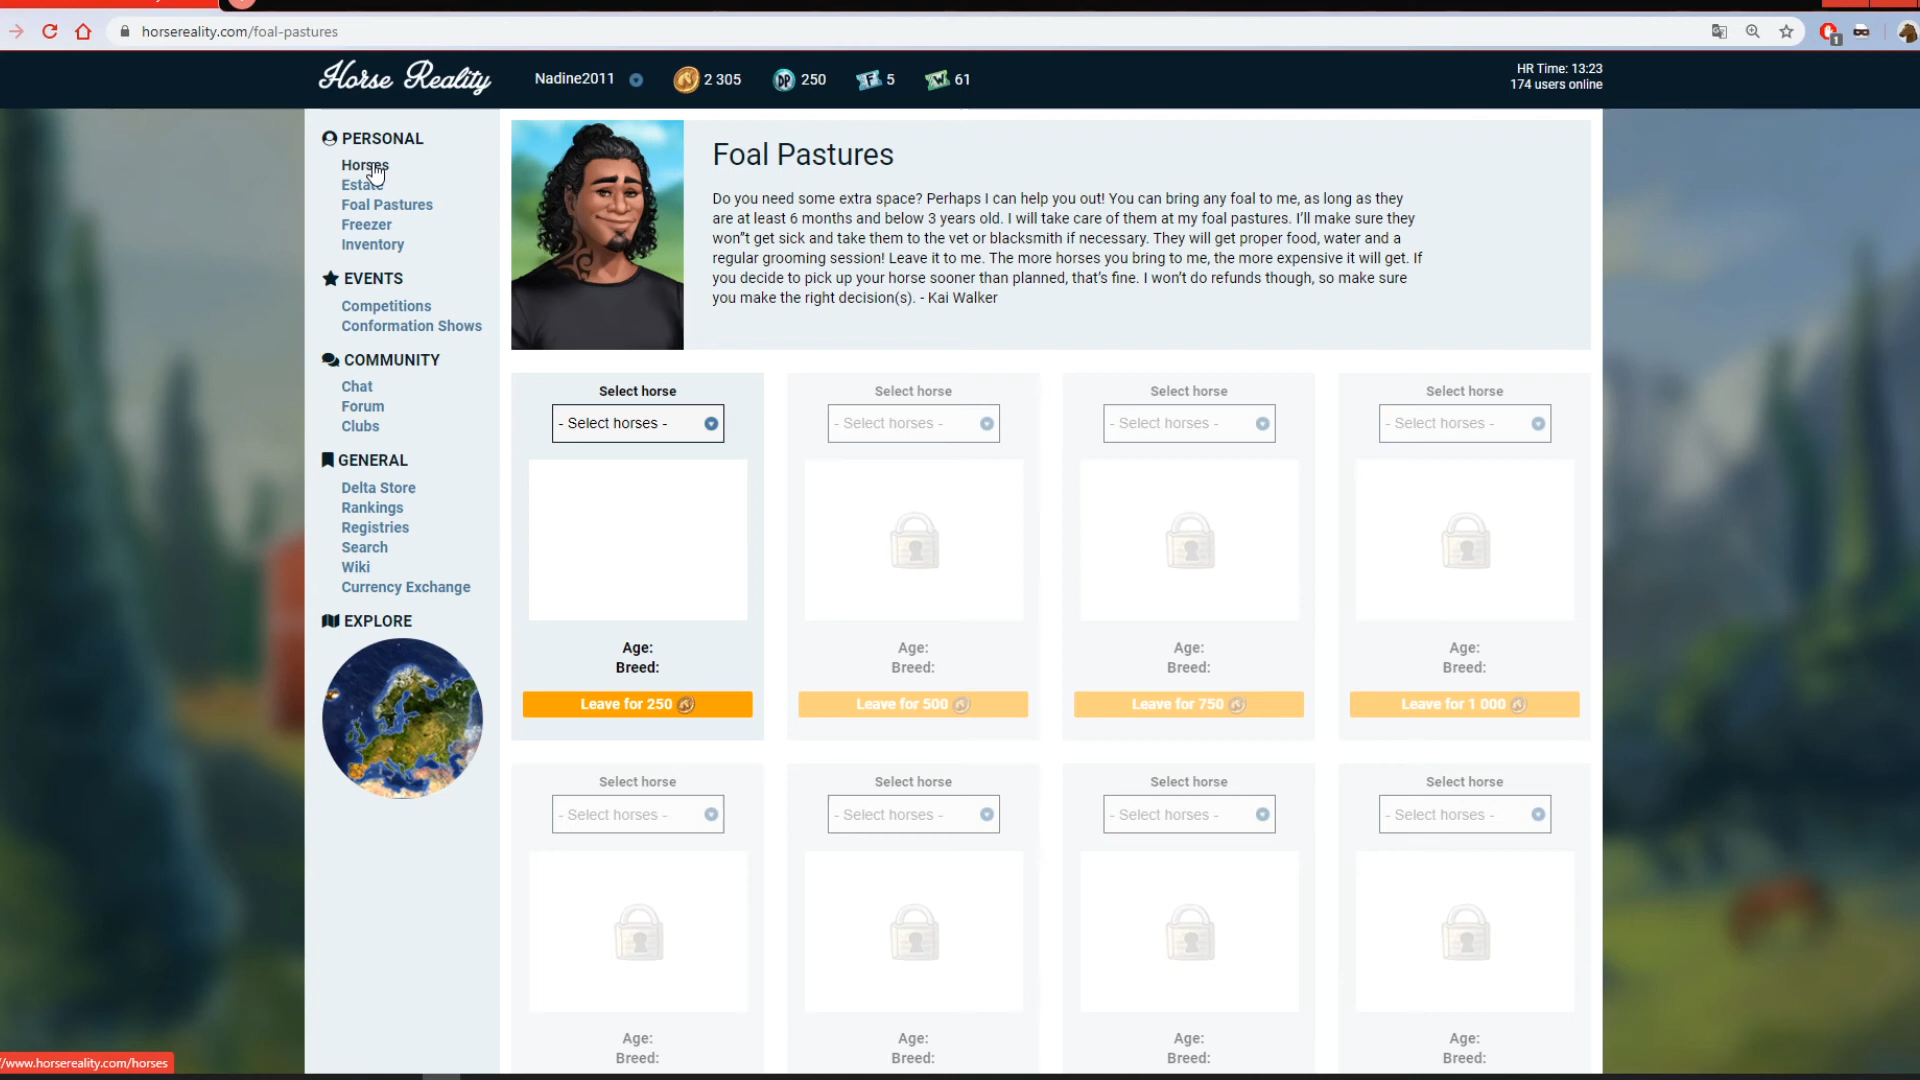 horsereality.com/foal-pastures
1
Horse Reality
Nadine2011
2 305
DP 250
F 5
W 61
HR Time: 13:23
174 users online
PERSONAL
Horses
Estate
Foal Pastures
Freezer
Inventory
EVENTS
Competitions
Conformation Shows
COMMUNITY
Chat
Forum
Clubs
GENERAL
Delta Store
Rankings
Registries
Search
Wiki
Currency Exchange
EXPLORE
Foal Pastures
Do you need some extra space? Perhaps I can help you out! You can bring any foal to me, as long as they
are at least 6 months and below 3 years old. I will take care of them at my foal pastures. I'll make sure they
won"t get sick and take them to the vet or blacksmith if necessary. They will get proper food, water and a
regular grooming session! Leave it to me. The more horses you bring to me, the more expensive it will get. If
you decide to pick up your horse sooner than planned, that's fine. I won't do refunds though, so make sure
you make the right decision(s). - Kai Walker
Select horse
- Select horses -
Age:
Breed:
Leave for 250
Select horse
- Select horses -
Age:
Breed:
Leave for 500
Select horse
- Select horses -
Age:
Breed:
Leave for 750
Select horse
- Select horses -
Age:
Breed:
Leave for 1 000
Select horse
- Select horses -
Age:
Breed:
Select horse
- Select horses -
Age:
Breed:
Select horse
- Select horses -
Age:
Breed:
Select horse
- Select horses -
Age:
Breed:
/www.horsereality.com/horses